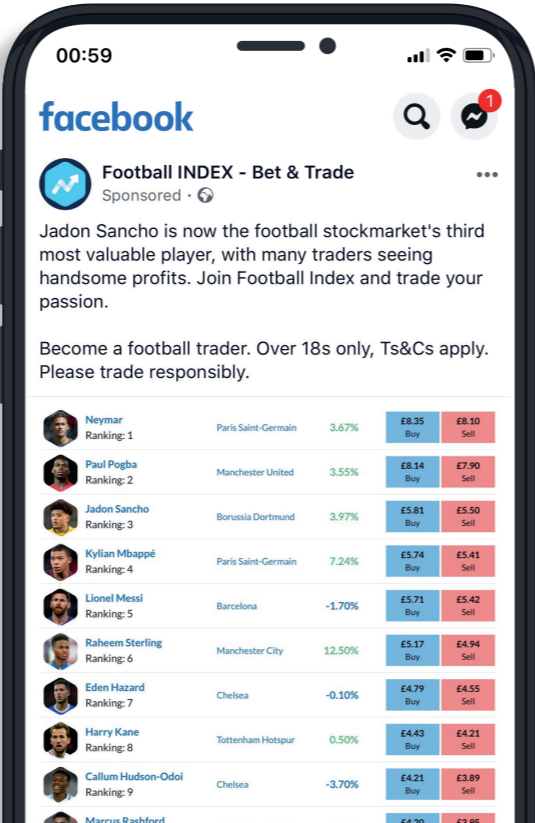 00:59
facebook
1
Football INDEX - Bet & Trade
Sponsored ·
Jadon Sancho is now the football stockmarket's third
most valuable player, with many traders seeing
handsome profits. Join Football Index and trade your
passion.
Become a football trader. Over 18s only, Ts&Cs apply.
Please trade responsibly.
Neymar Paris Saint-Germain 3.67% £8.35 £8.10
Ranking: 1 Buy Sell
Paul Pogba Manchester United 3.55% £8.14 £7.90
Ranking: 2 Buy Sell
Jadon Sancho Borussia Dortmund 3.97% £5.81 £5.50
Ranking: 3 Buy Sell
Kylian Mbappé Paris Saint-Germain 7.24% £5.74 £5.41
Ranking: 4 Buy Sell
Lionel Messi Barcelona -1.70% £5.71 £5.42
Ranking: 5 Buy Sell
Raheem Sterling Manchester City 12.50% £5.17 £4.94
Ranking: 6 Buy Sell
Eden Hazard Chelsea -0.10% £4.79 £4.55
Ranking: 7 Buy Sell
Harry Kane Tottenham Hotspur 0.50% £4.43 £4.21
Ranking: 8 Buy Sell
Callum Hudson-Odoi Chelsea -3.70% £4.21 £3.89
Ranking: 9 Buy Sell
Marcus Rashford £4.20 £3.95